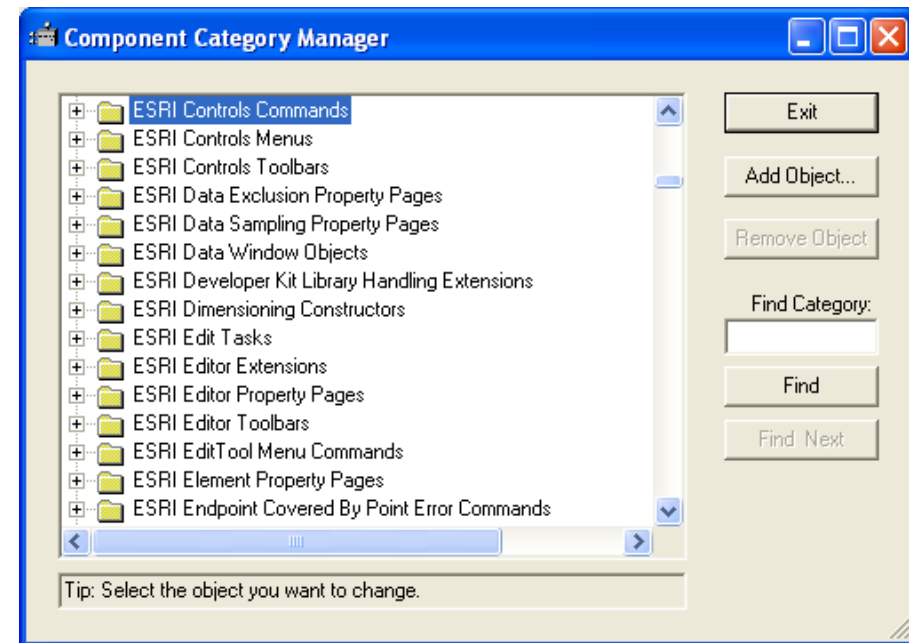 Component Category Manager
ESRI Controls Commands
ESRI Controls Menus
ESRI Controls Toolbars
ESRI Data Exclusion Property Pages
ESRI Data Sampling Property Pages
ESRI Data Window Objects
ESRI Developer Kit Library Handling Extensions
ESRI Dimensioning Constructors
ESRI Edit Tasks
ESRI Editor Extensions
ESRI Editor Property Pages
ESRI Editor Toolbars
ESRI EditTool Menu Commands
ESRI Element Property Pages
ESRI Endpoint Covered By Point Error Commands
Exit
Add Object...
Remove Object
Find Category:
Find
Find Next
Tip: Select the object you want to change.